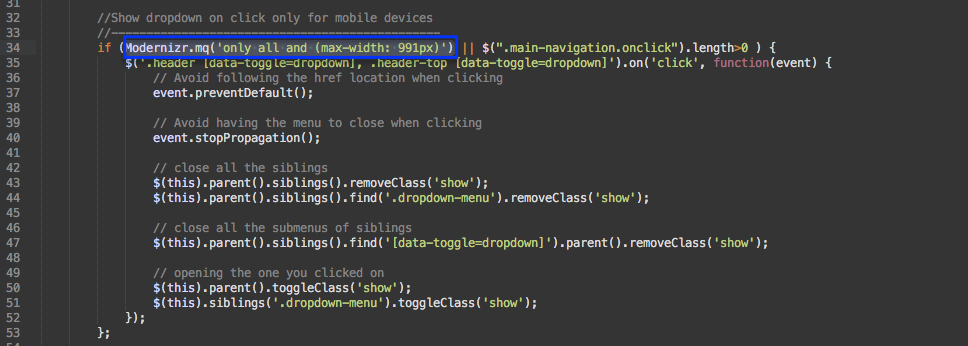 31
32 //Show dropdown on click only for mobile devices
33 //-----------------------------------------------
34 if (Modernizr.mq('only all and (max-width: 991px)') || $(".main-navigation.onclick").length>0 ) {
35 $('.header [data-toggle=dropdown], .header-top [data-toggle=dropdown]').on('click', function(event) {
36 // Avoid following the href location when clicking
37 event.preventDefault();
38
39 // Avoid having the menu to close when clicking
40 event.stopPropagation();
41
42 // close all the siblings
43 $(this).parent().siblings().removeClass('show');
44 $(this).parent().siblings().find('.dropdown-menu').removeClass('show');
45
46 // close all the submenus of siblings
47 $(this).parent().siblings().find('[data-toggle=dropdown]').parent().removeClass('show');
48
49 // opening the one you clicked on
50 $(this).parent().toggleClass('show');
51 $(this).siblings('.dropdown-menu').toggleClass('show');
52 });
53 };